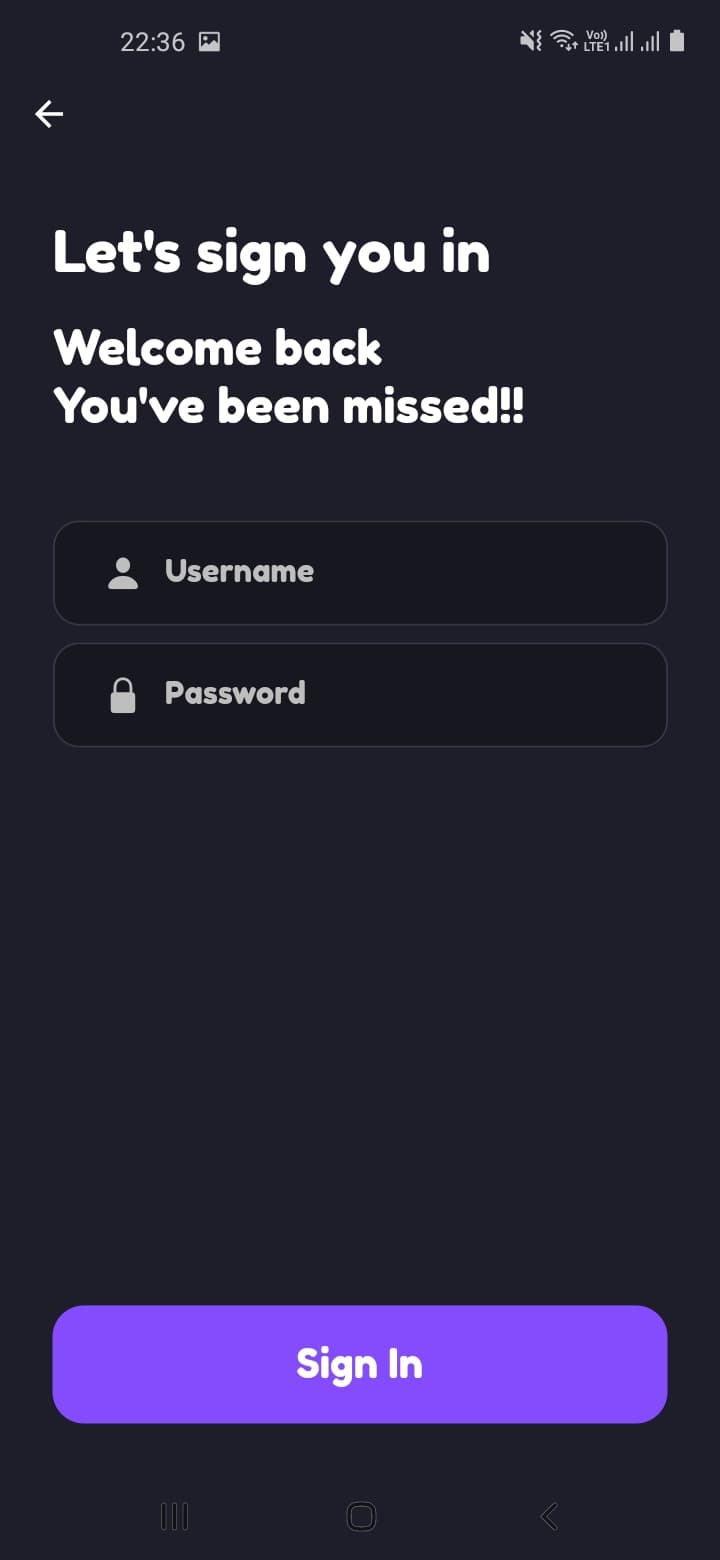 22:36
Vo))
LTE1
Let's sign you in
Welcome back
You've been missed!!
Username
Password
Sign In